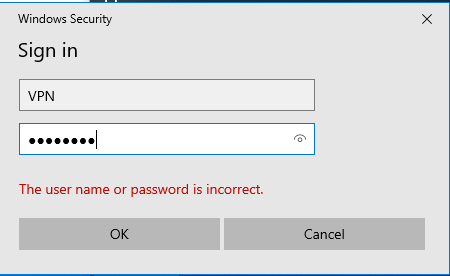 Windows Security
Sign in
VPN
●●●●●●●●
The user name or password is incorrect.
OK
Cancel